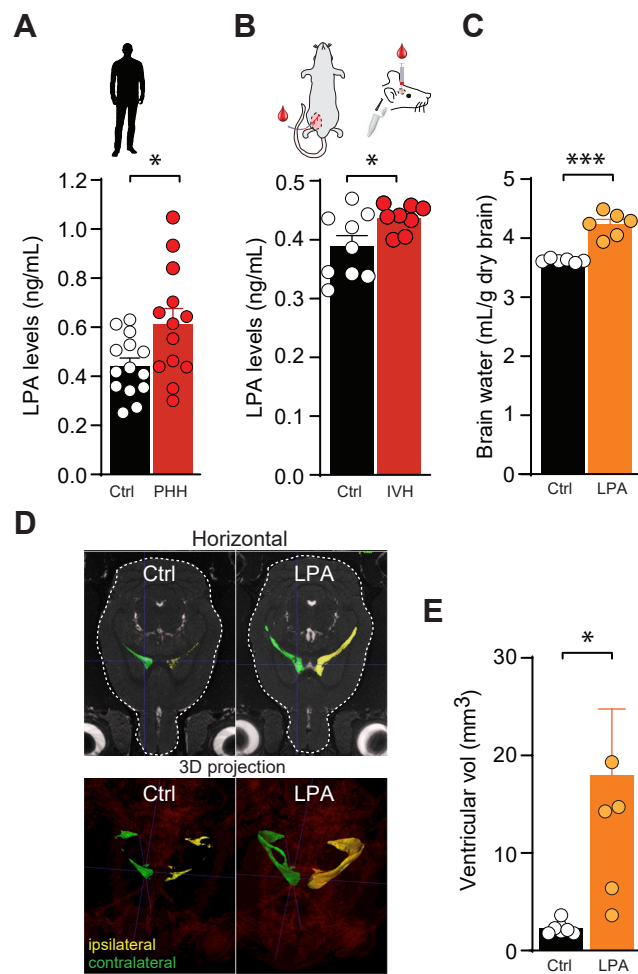 A
B
C
*
LPA levels (ng/mL)
1.2
1.0
0.8
0.6
0.4
0.2
0.0
Ctrl
PHH
*
LPA levels (ng/mL)
0.5
0.4
0.3
0.2
0.1
0.0
Ctrl
IVH
***
Brain water (mL/g dry brain)
5
4
3
2
1
0
Ctrl
LPA
D
Horizontal
Ctrl
LPA
3D projection
Ctrl
LPA
ipsilateral
contralateral
E
*
Ventricular vol (mm³)
30
20
10
0
Ctrl
LPA